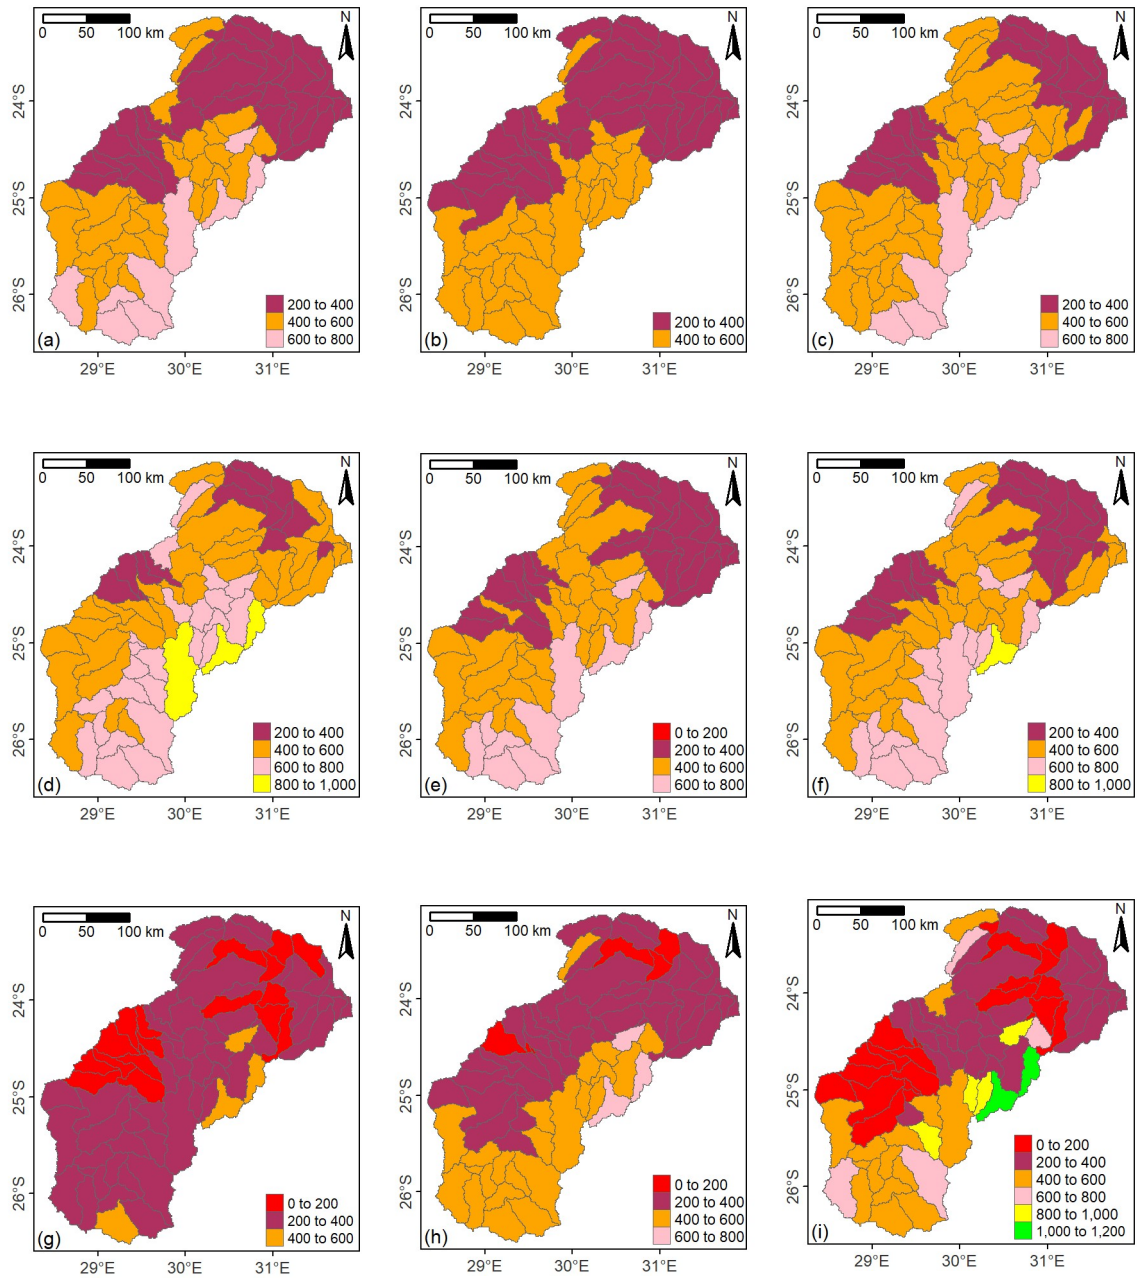 N N N
0 50 100 km 0 50 100 km 0 50 100 km
24°S 24°S 24°S
25°S 25°S 25°S
26°S 26°S 26°S
200 to 400 200 to 400
400 to 600 200 to 400 400 to 600
(a) 600 to 800 (b) 400 to 600 (c) 600 to 800
29°E 30°E 31°E 29°E 30°E 31°E 29°E 30°E 31°E
N N N
0 50 100 km 0 50 100 km 0 50 100 km
24°S 24°S 24°S
25°S 25°S 25°S
26°S 26°S 26°S
200 to 400 0 to 200 200 to 400
400 to 600 200 to 400 400 to 600
600 to 800 400 to 600 600 to 800
(d) 800 to 1,000 (e) 600 to 800 (f) 800 to 1,000
29°E 30°E 31°E 29°E 30°E 31°E 29°E 30°E 31°E
N N N
0 50 100 km 0 50 100 km 0 50 100 km
24°S 24°S 24°S
25°S 25°S 25°S
26°S 26°S 26°S
0 to 200
200 to 400
0 to 200 400 to 600
0 to 200 200 to 400 600 to 800
200 to 400 400 to 600 800 to 1,000
(g) 400 to 600 (h) 600 to 800 (i) 1,000 to 1,200
29°E 30°E 31°E 29°E 30°E 31°E 29°E 30°E 31°E